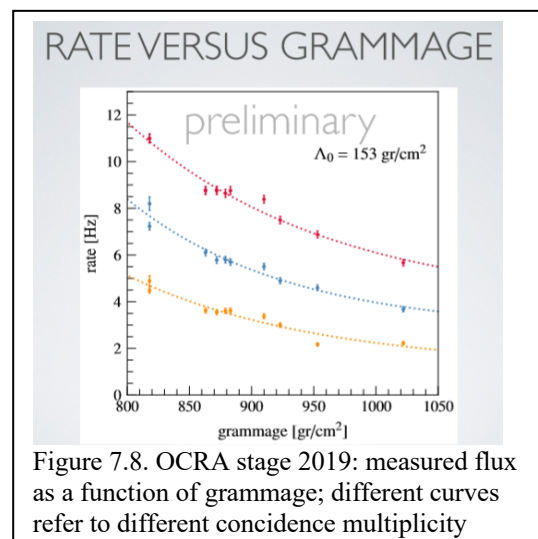 RATE VERSUS GRAMMAGE
preliminary
Λ₀ = 153 gr/cm²
12
10
8
6
4
2
0
rate [Hz]
800 850 900 950 1000 1050
grammage [gr/cm²]
Figure 7.8. OCRA stage 2019: measured flux
as a function of grammage; different curves
refer to different concidence multiplicity